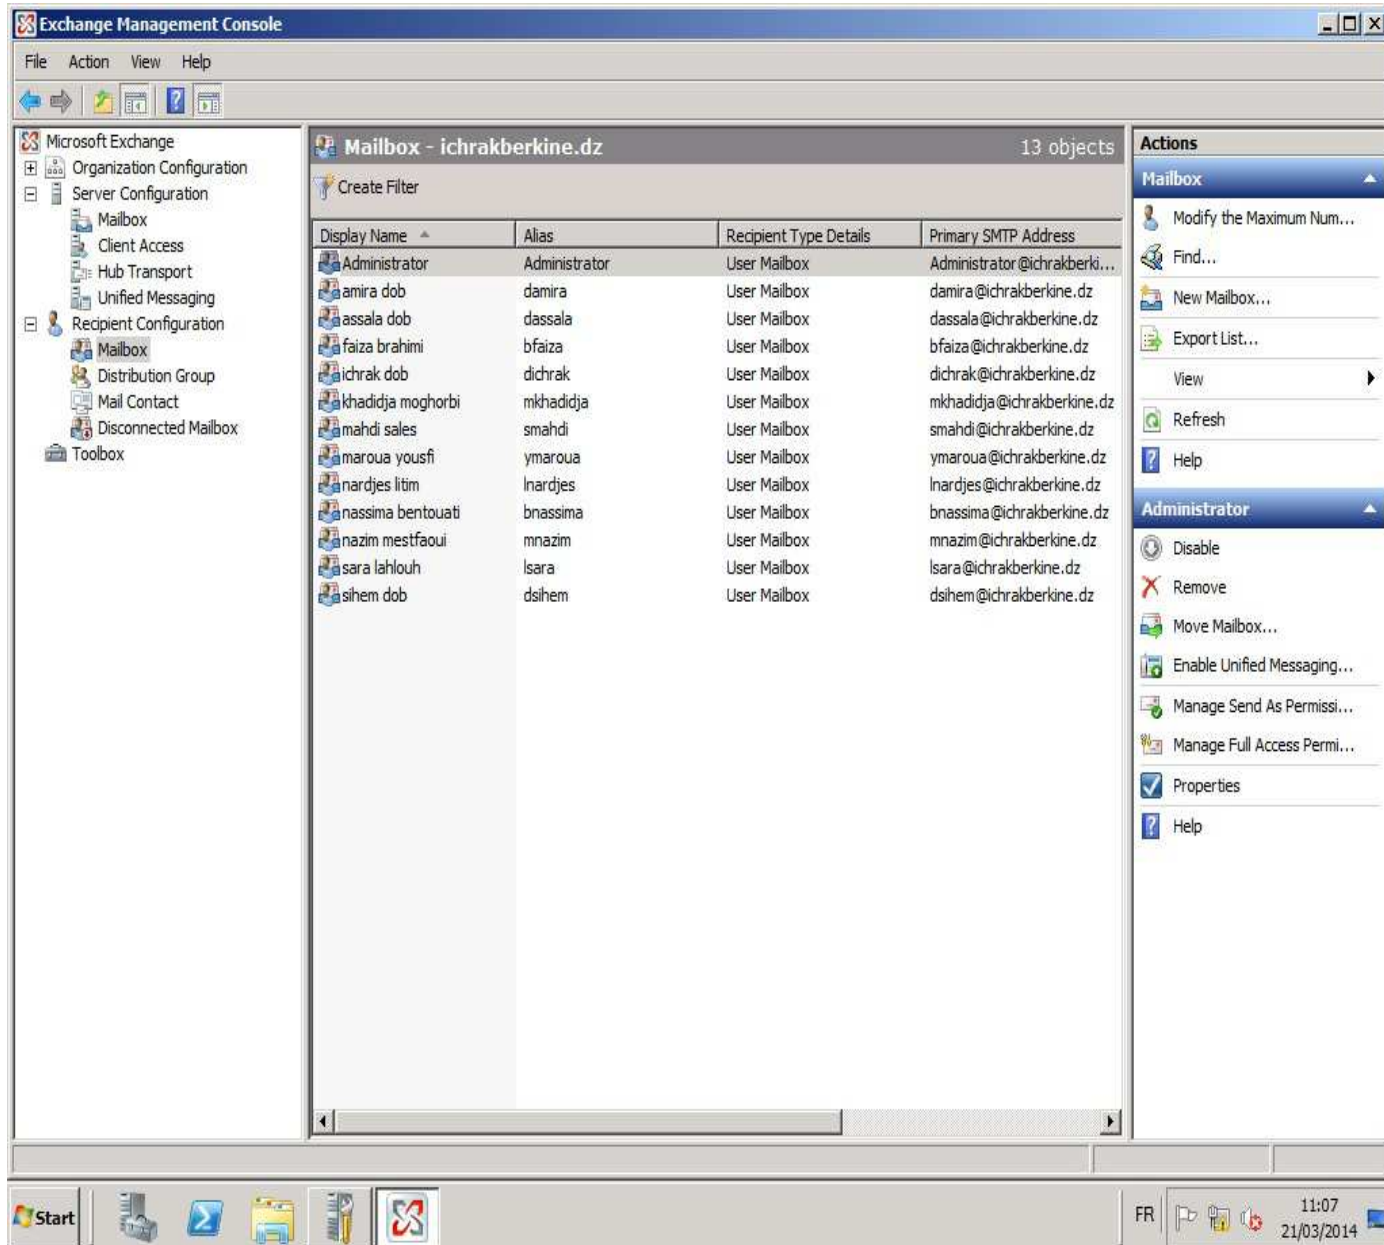 Exchange Management Console
File Action View Help
Microsoft Exchange
Organization Configuration
Server Configuration
Mailbox
Client Access
Hub Transport
Unified Messaging
Recipient Configuration
Mailbox
Distribution Group
Mail Contact
Disconnected Mailbox
Toolbox
Mailbox - ichrakberkine.dz 13 objects
Create Filter
Display Name Alias Recipient Type Details Primary SMTP Address
Administrator Administrator User Mailbox Administrator@ichrakberki...
amira dob damira User Mailbox damira@ichrakberkine.dz
assala dob dassala User Mailbox dassala@ichrakberkine.dz
faiza brahimi bfaiza User Mailbox bfaiza@ichrakberkine.dz
ichrak dob dichrak User Mailbox dichrak@ichrakberkine.dz
khadidja moghorbi mkhadidja User Mailbox mkhadidja@ichrakberkine.dz
mahdi sales smahdi User Mailbox smahdi@ichrakberkine.dz
maroua yousfi ymaroua User Mailbox ymaroua@ichrakberkine.dz
nardjes litim lnardjes User Mailbox lnardjes@ichrakberkine.dz
nassima bentouati bnassima User Mailbox bnassima@ichrakberkine.dz
nazim mestfaoui mnazim User Mailbox mnazim@ichrakberkine.dz
sara lahlouh lsara User Mailbox lsara@ichrakberkine.dz
sihem dob dsihem User Mailbox dsihem@ichrakberkine.dz
Actions
Mailbox
Modify the Maximum Num...
Find...
New Mailbox...
Export List...
View
Refresh
Help
Administrator
Disable
Remove
Move Mailbox...
Enable Unified Messaging...
Manage Send As Permissi...
Manage Full Access Permi...
Properties
Help
Start
FR
11:07
21/03/2014